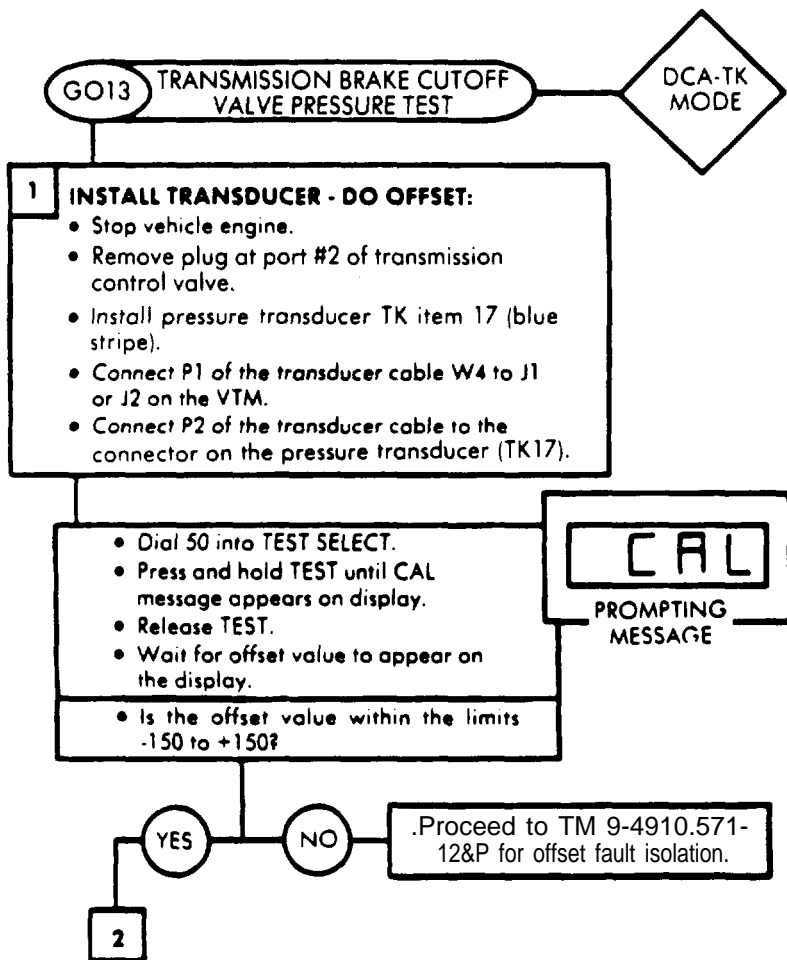 GO13
TRANSMISSION BRAKE CUTOFF
VALVE PRESSURE TEST
DCA-TK
MODE
1
INSTALL TRANSDUCER - DO OFFSET:
• Stop vehicle engine.
• Remove plug at port #2 of transmission
control valve.
• Install pressure transducer TK item 17 (blue
stripe).
• Connect P1 of the transducer cable W4 to J1
or J2 on the VTM.
• Connect P2 of the transducer cable to the
connector on the pressure transducer (TK17).
• Dial 50 into TEST SELECT.
• Press and hold TEST until CAL
message appears on display.
• Release TEST.
• Wait for offset value to appear on
the display.
CAL
PROMPTING
MESSAGE
• Is the offset value within the limits
-150 to +150?
YES
NO
.Proceed to TM 9-4910.571-
12&P for offset fault isolation.
2